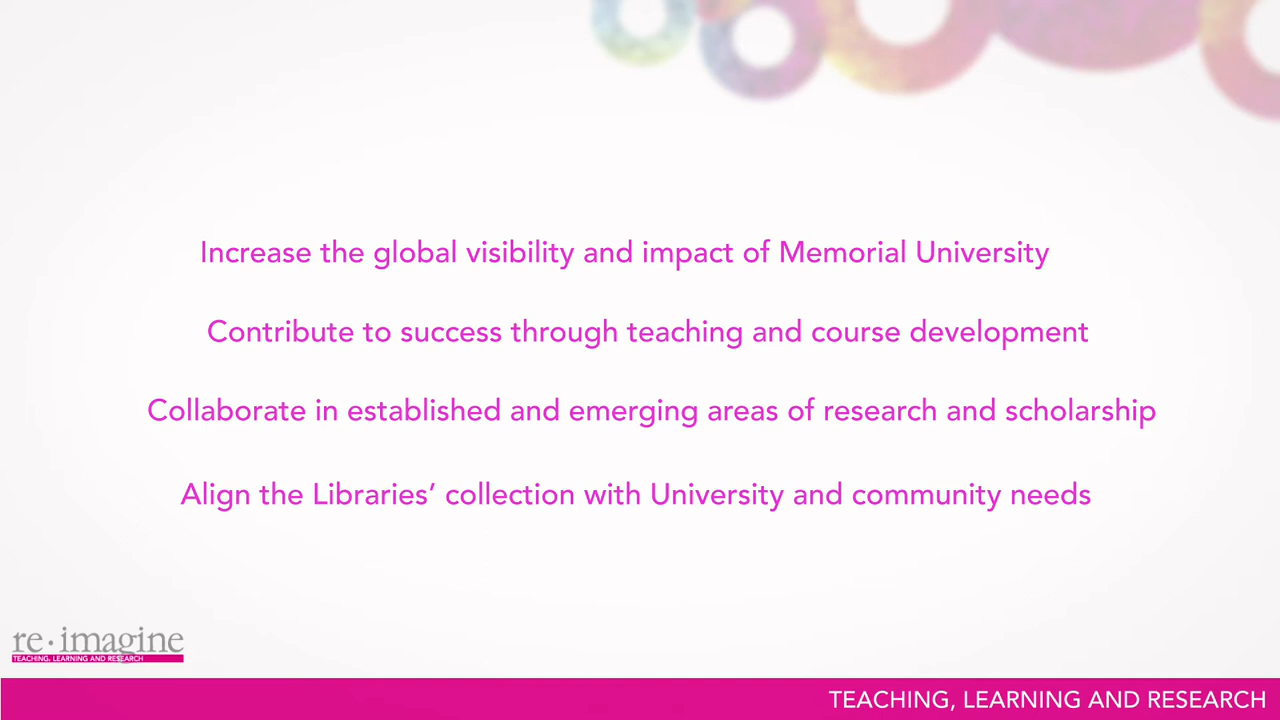 Increase the global visibility and impact of Memorial University
Contribute to success through teaching and course development
Collaborate in established and emerging areas of research and scholarship
Align the Libraries’ collection with University and community needs
re·imagine
TEACHING, LEARNING AND RESEARCH
TEACHING, LEARNING AND RESEARCH